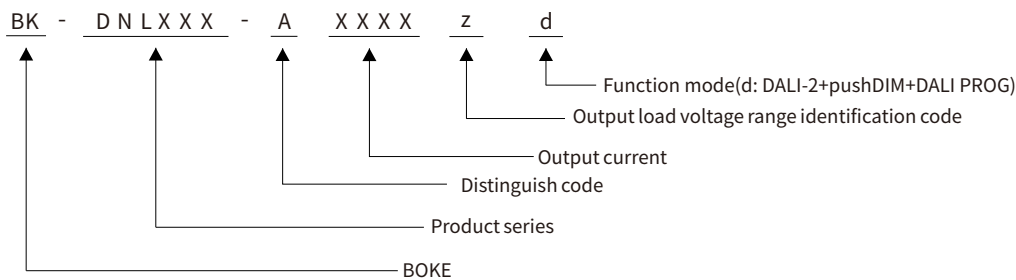 BK - DNLXXX - A XXXX z d
Function mode(d: DALI-2+pushDIM+DALI PROG)
Output load voltage range identification code
Output current
Distinguish code
Product series
BOKE